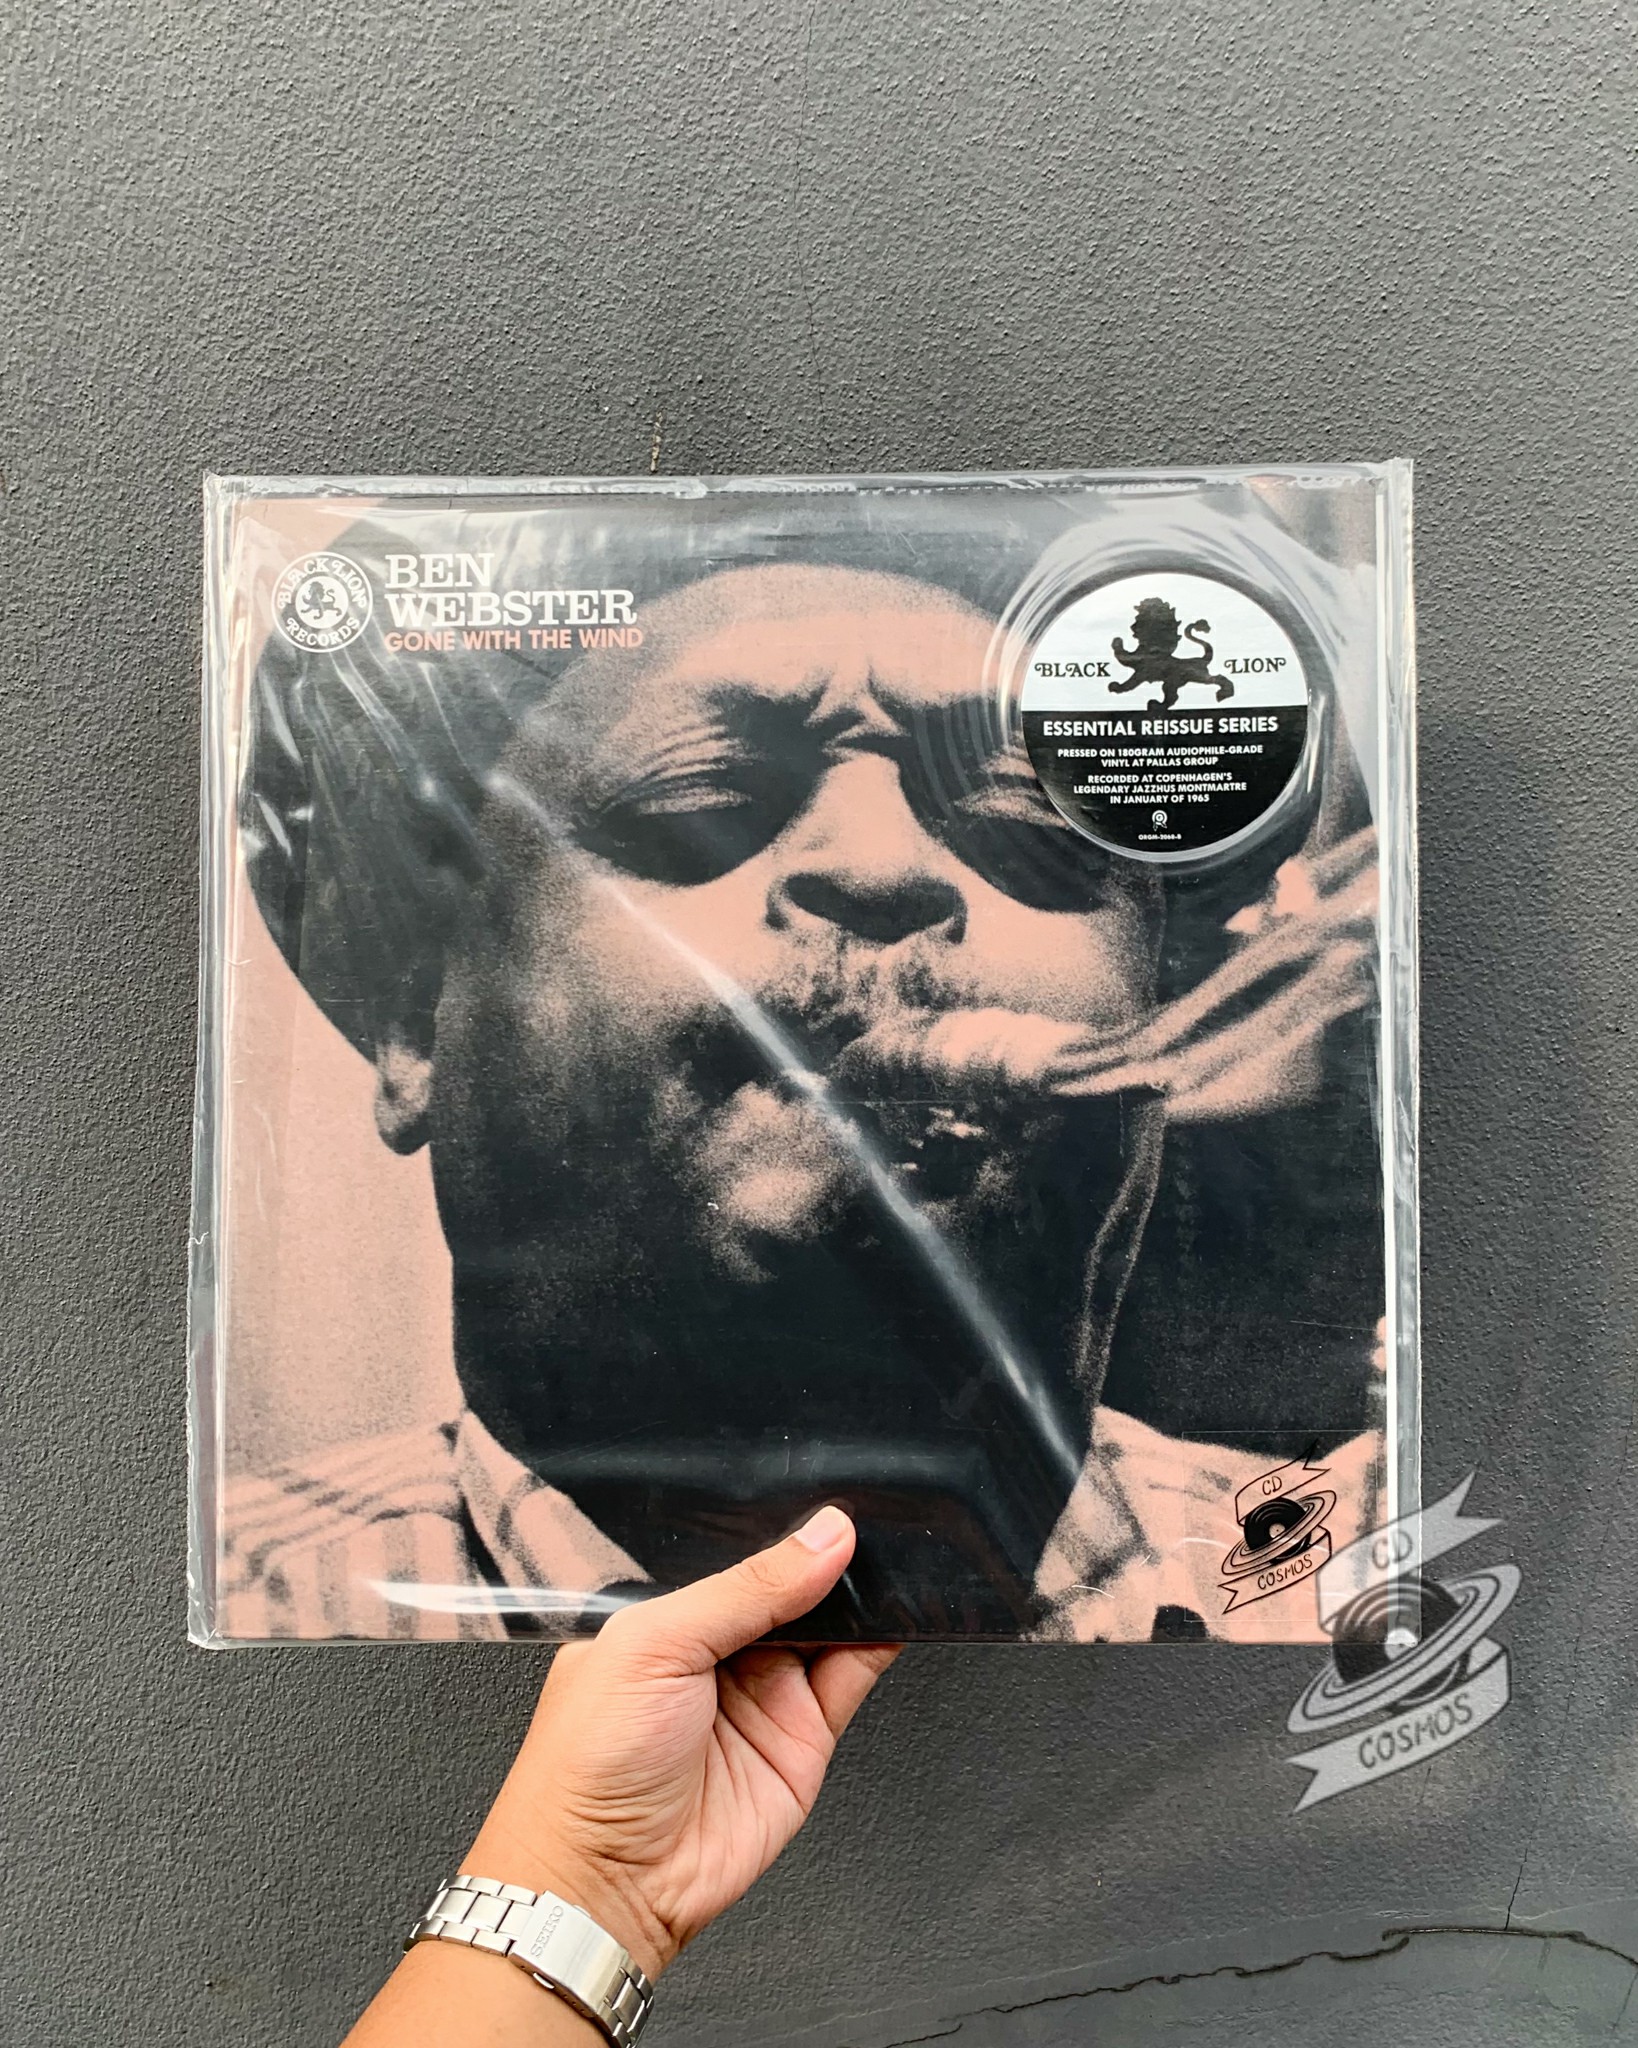 BLACK LION
RECORDS
BEN
WEBSTER
GONE WITH THE WIND
BLACK LION
ESSENTIAL REISSUE SERIES
PRESSED ON 180GRAM AUDIOPHILE-GRADE
VINYL AT PALLAS GROUP
RECORDED AT COPENHAGEN'S
LEGENDARY JAZZHUS MONTMARTRE
IN JANUARY OF 1965
ORGM-2068-B
CD
COSMOS
CD
COSMOS
SEIKO